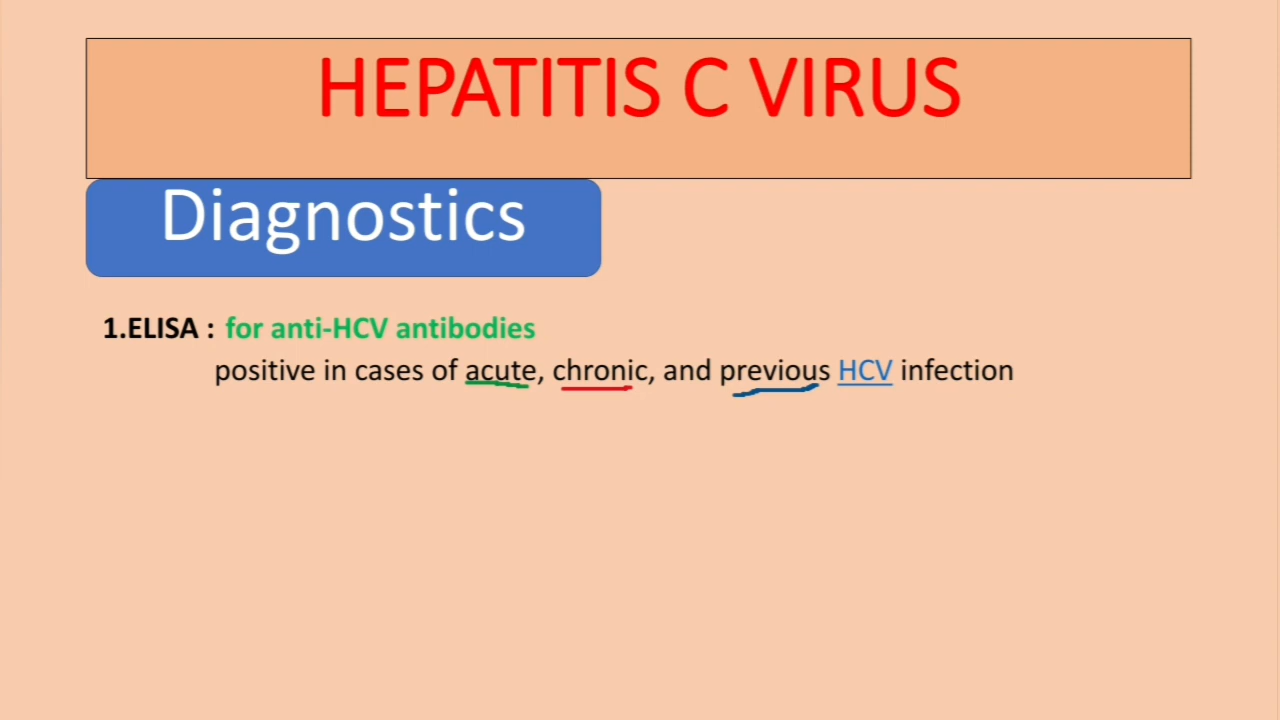 HEPATITIS C VIRUS
Diagnostics
1.ELISA : for anti-HCV antibodies
positive in cases of acute, chronic, and previous HCV infection